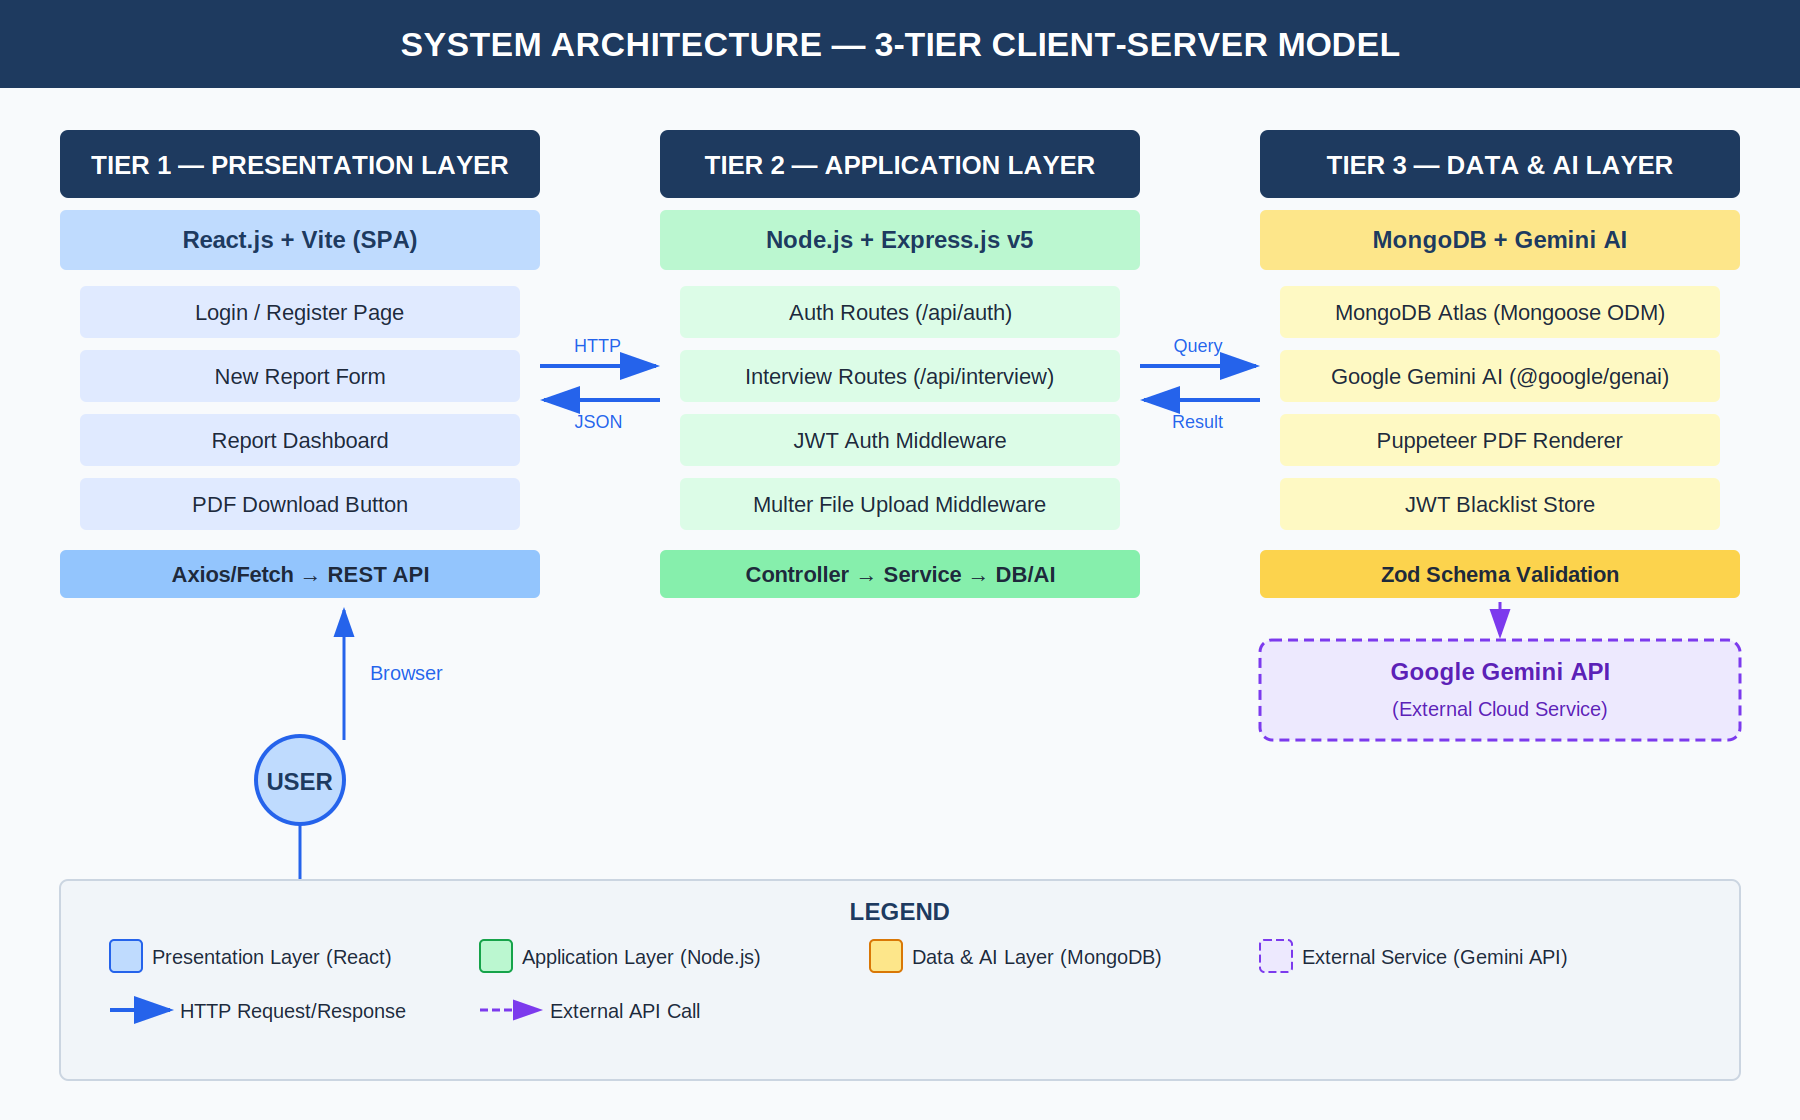 SYSTEM ARCHITECTURE — 3-TIER CLIENT-SERVER MODEL
TIER 1 — PRESENTATION LAYER
React.js + Vite (SPA)
Login / Register Page
New Report Form
Report Dashboard
PDF Download Button
Axios/Fetch → REST API
HTTP
JSON
TIER 2 — APPLICATION LAYER
Node.js + Express.js v5
Auth Routes (/api/auth)
Interview Routes (/api/interview)
JWT Auth Middleware
Multer File Upload Middleware
Controller → Service → DB/AI
Query
Result
TIER 3 — DATA & AI LAYER
MongoDB + Gemini AI
MongoDB Atlas (Mongoose ODM)
Google Gemini AI (@google/genai)
Puppeteer PDF Renderer
JWT Blacklist Store
Zod Schema Validation
Google Gemini API
(External Cloud Service)
Browser
USER
LEGEND
Presentation Layer (React)
Application Layer (Node.js)
Data & AI Layer (MongoDB)
External Service (Gemini API)
HTTP Request/Response
External API Call